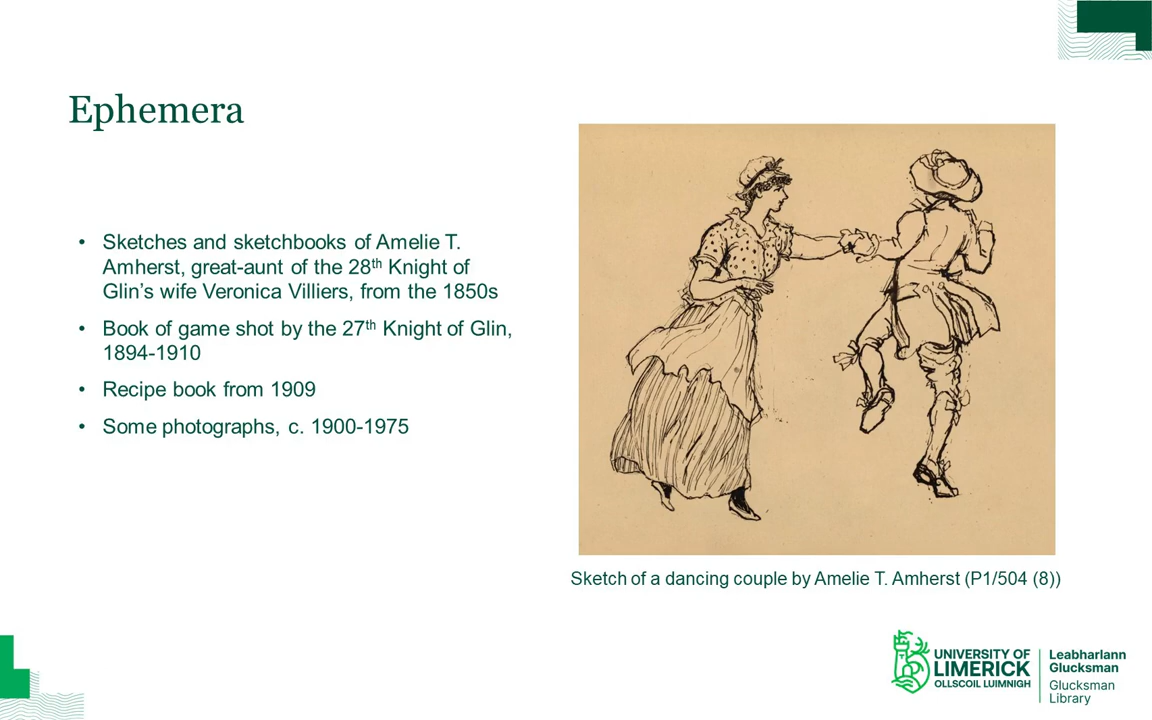 Ephemera
• Sketches and sketchbooks of Amelie T.
Amherst, great-aunt of the 28th Knight of
Glin’s wife Veronica Villiers, from the 1850s
• Book of game shot by the 27th Knight of Glin,
1894-1910
• Recipe book from 1909
• Some photographs, c. 1900-1975
Sketch of a dancing couple by Amelie T. Amherst (P1/504 (8))
UNIVERSITY OF
LIMERICK
OLLSCOIL LUIMNIGH
Leabharlann
Glucksman
Glucksman
Library